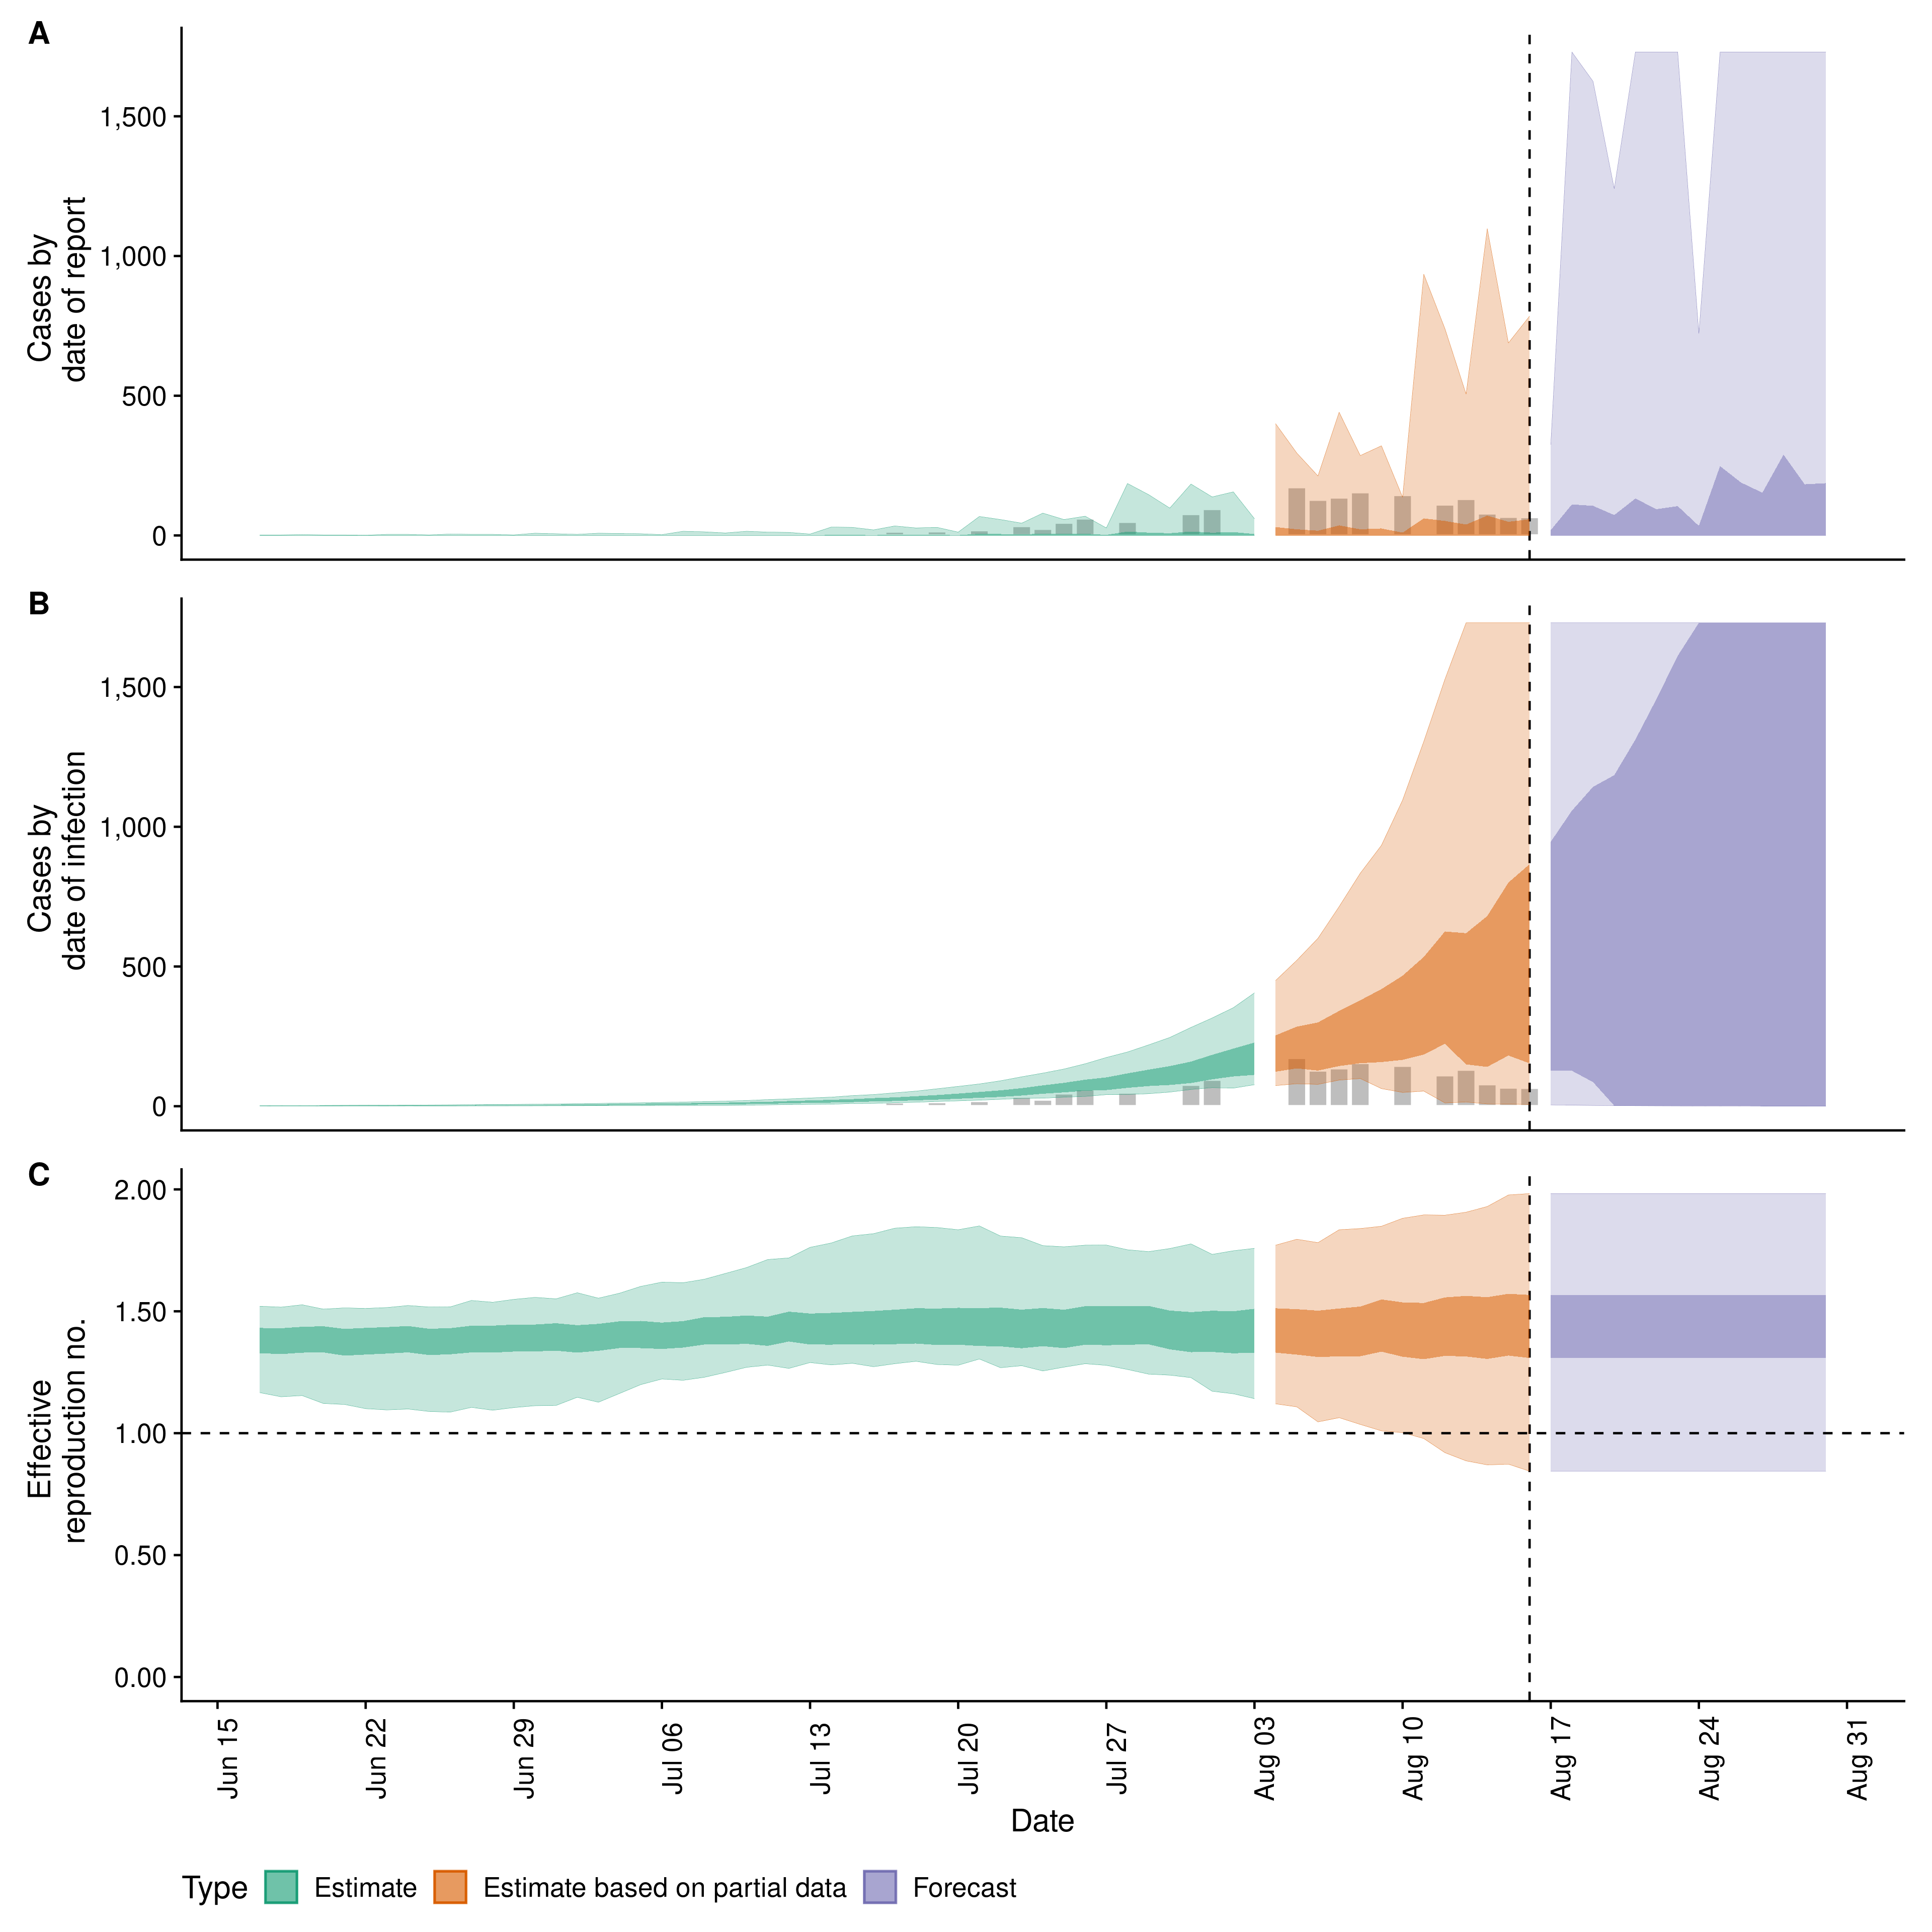 A
Cases by
date of report
1,500
1,000
500
0
B
Cases by
date of infection
1,500
1,000
500
0
C
Effective
reproduction no.
2.00
1.50
1.00
0.50
0.00
Jun 15
Jun 22
Jun 29
Jul 06
Jul 13
Jul 20
Jul 27
Aug 03
Aug 10
Aug 17
Aug 24
Aug 31
Date
Type
Estimate
Estimate based on partial data
Forecast